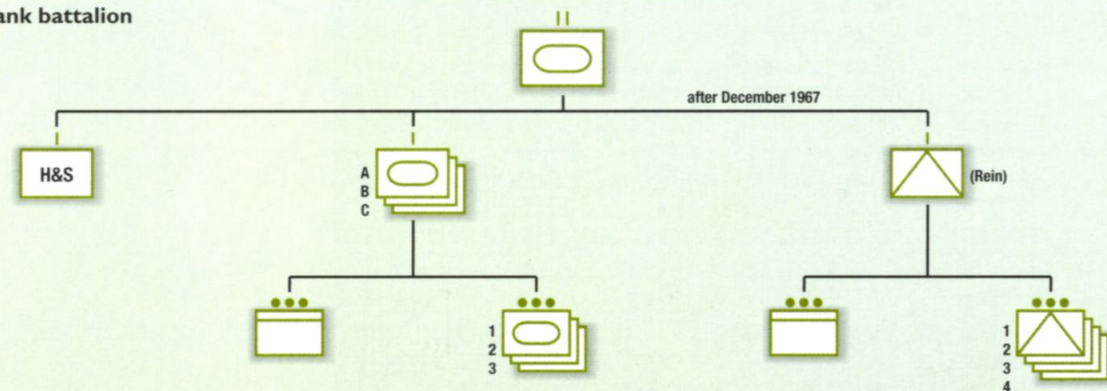 ank battalion
after December 1967
H&S
A
B
C
(Rein)
1
2
3
1
2
3
4